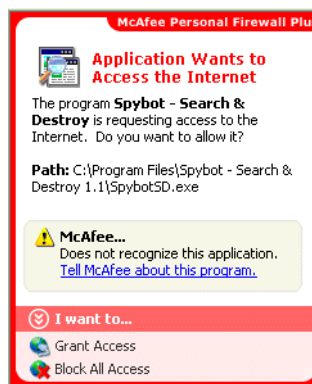 McAfee Personal Firewall Plu
Application Wants to
Access the Internet
The program Spybot - Search &
Destroy is requesting access to the
Internet. Do you want to allow it?
Path: C:\Program Files\Spybot - Search &
Destroy 1.1\SpybotSD.exe
McAfee...
Does not recognize this application.
Tell McAfee about this program.
I want to...
Grant Access
Block All Access